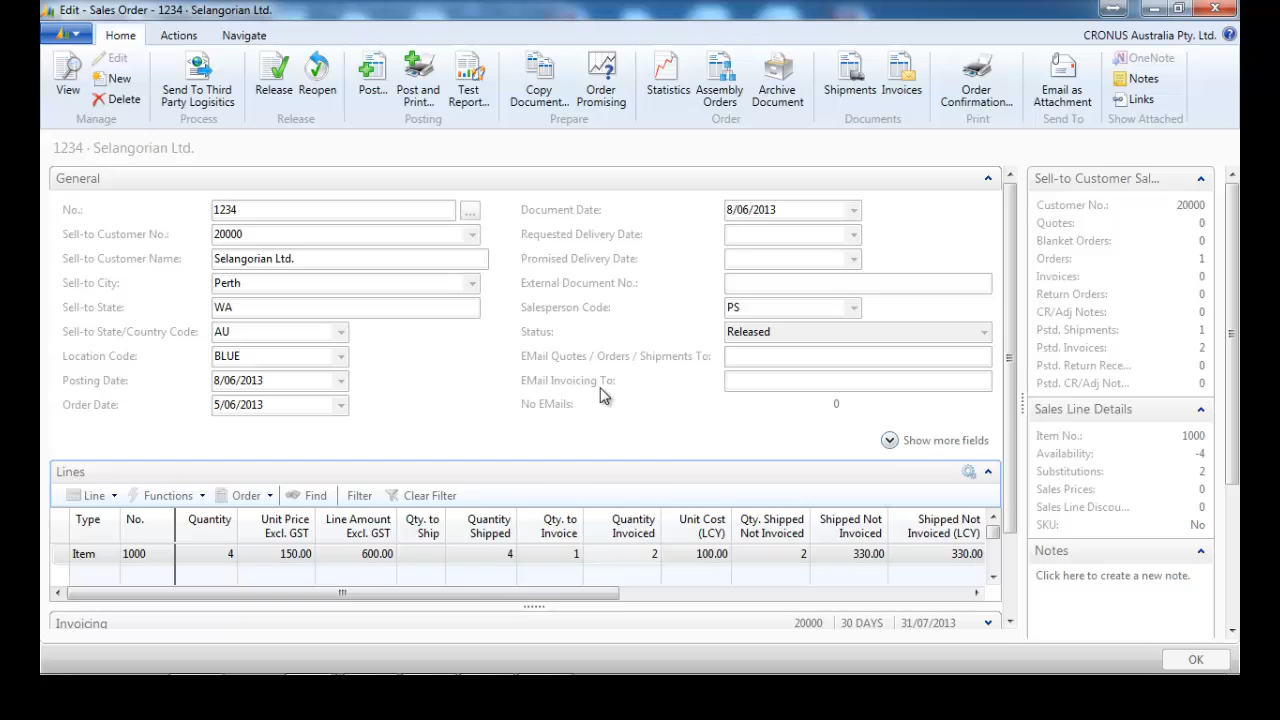 Edit - Sales Order - 1234 · Selangorian Ltd.
Home Actions Navigate CRONUS Australia Pty. Ltd.
View Edit New Delete
Send To Third Party Logisitics
Release Reopen
Post... Post and Print... Test Report...
Copy Document... Order Promising
Statistics Assembly Orders Archive Document
Shipments Invoices
Order Confirmation...
Email as Attachment
OneNote Notes Links
Manage Process Release Posting Prepare Order Documents Print Send To Show Attached
1234 · Selangorian Ltd.
General
No.: 1234 ...
Sell-to Customer No.: 20000
Sell-to Customer Name: Selangorian Ltd.
Sell-to City: Perth
Sell-to State: WA
Sell-to State/Country Code: AU
Location Code: BLUE
Posting Date: 8/06/2013
Order Date: 5/06/2013
Document Date: 8/06/2013
Requested Delivery Date:
Promised Delivery Date:
External Document No.:
Salesperson Code: PS
Status: Released
EMail Quotes / Orders / Shipments To:
EMail Invoicing To:
No EMails: 0
Show more fields
Lines
Line Functions Order Find Filter Clear Filter
Type No. Quantity Unit Price Excl. GST Line Amount Excl. GST Qty. to Ship Quantity Shipped Qty. to Invoice Quantity Invoiced Unit Cost (LCY) Qty. Shipped Not Invoiced Shipped Not Invoiced Shipped Not Invoiced (LCY)
Item 1000 4 150.00 600.00 4 1 2 100.00 2 330.00 330.00
Invoicing 20000 30 DAYS 31/07/2013
Sell-to Customer Sal...
Customer No.: 20000
Quotes: 0
Blanket Orders: 0
Orders: 1
Invoices: 0
Return Orders: 0
CR/Adj Notes: 0
Pstd. Shipments: 1
Pstd. Invoices: 2
Pstd. Return Rece... 0
Pstd. CR/Adj Not... 0
Sales Line Details
Item No.: 1000
Availability: -4
Substitutions: 2
Sales Prices: 0
Sales Line Discou... 0
SKU: No
Notes
Click here to create a new note.
OK